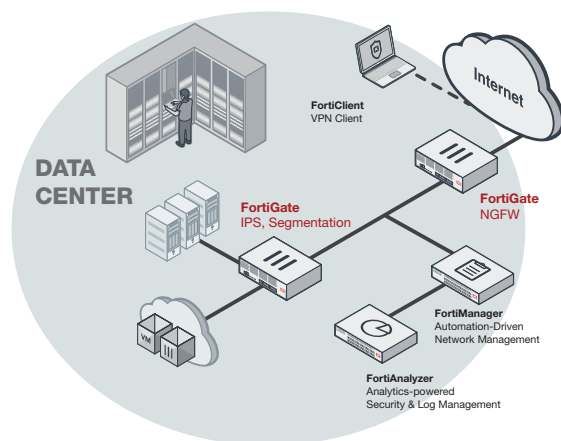 Internet
FortiClient
VPN Client
DATA
CENTER
FortiGate
NGFW
FortiGate
IPS, Segmentation
VM
FortiManager
Automation-Driven
Network Management
FortiAnalyzer
Analytics-powered
Security & Log Management